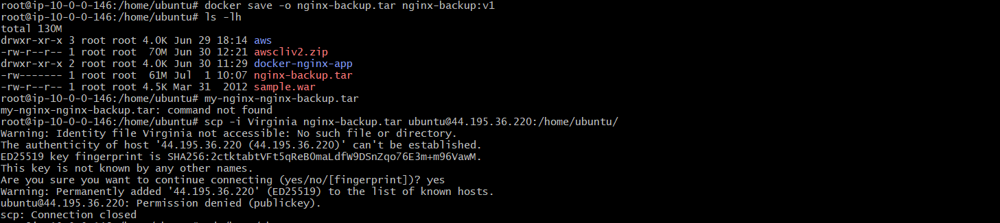 root@ip-10-0-0-146:/home/ubuntu# docker save -o nginx-backup.tar nginx-backup:v1
root@ip-10-0-0-146:/home/ubuntu# ls -lh
total 130M
drwxr-xr-x 3 root root 4.0K Jun 29 18:14 aws
-rw-r--r-- 1 root root  70M Jun 30 12:21 awscliv2.zip
drwxr-xr-x 2 root root 4.0K Jun 30 11:29 docker-nginx-app
-rw------- 1 root root  61M Jul  1 10:07 nginx-backup.tar
-rw-r--r-- 1 root root 4.5K Mar 31  2012 sample.war
root@ip-10-0-0-146:/home/ubuntu# my-nginx-nginx-backup.tar
my-nginx-nginx-backup.tar: command not found
root@ip-10-0-0-146:/home/ubuntu# scp -i Virginia nginx-backup.tar ubuntu@44.195.36.220:/home/ubuntu/
Warning: Identity file Virginia not accessible: No such file or directory.
The authenticity of host '44.195.36.220 (44.195.36.220)' can't be established.
ED25519 key fingerprint is SHA256:2ctktabtVFt5qReB0maLdfW9DSnZqo76E3m+m96VawM.
This key is not known by any other names.
Are you sure you want to continue connecting (yes/no/[fingerprint])? yes
Warning: Permanently added '44.195.36.220' (ED25519) to the list of known hosts.
ubuntu@44.195.36.220: Permission denied (publickey).
scp: Connection closed